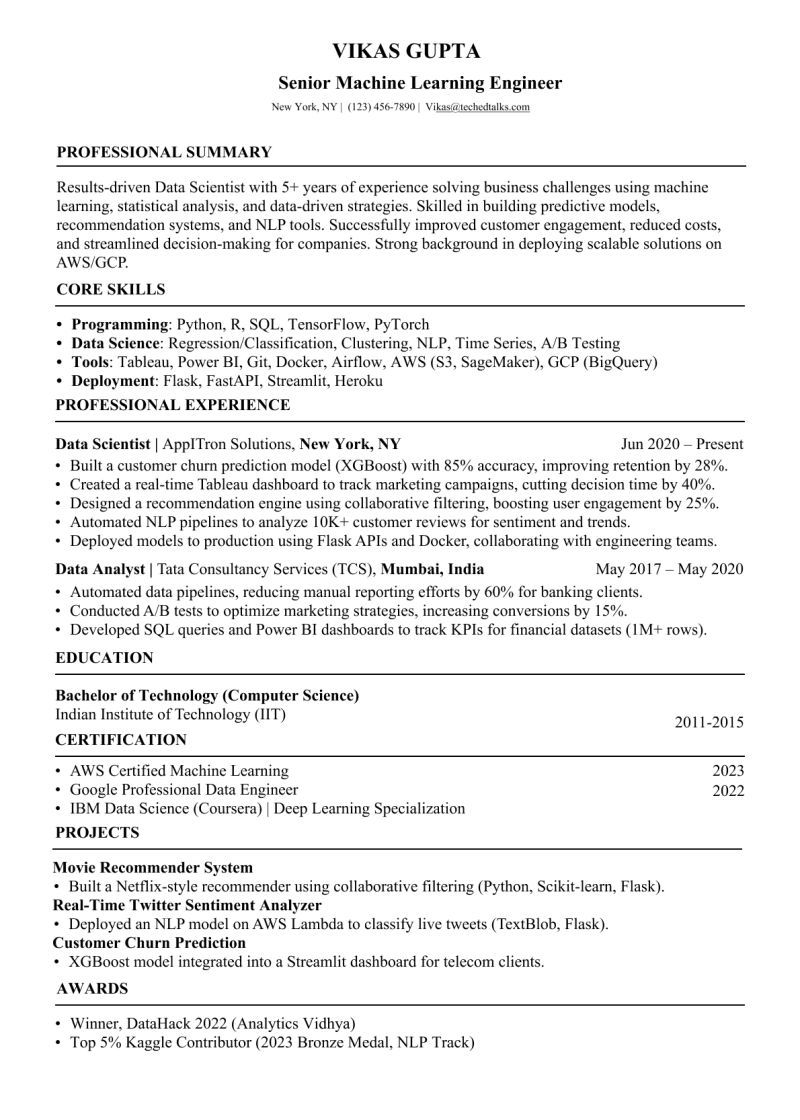 VIKAS GUPTA
Senior Machine Learning Engineer
New York, NY | (123) 456-7890 | Vikas@techedtalks.com
PROFESSIONAL SUMMARY
Results-driven Data Scientist with 5+ years of experience solving business challenges using machine
learning, statistical analysis, and data-driven strategies. Skilled in building predictive models,
recommendation systems, and NLP tools. Successfully improved customer engagement, reduced costs,
and streamlined decision-making for companies. Strong background in deploying scalable solutions on
AWS/GCP.
CORE SKILLS
• Programming: Python, R, SQL, TensorFlow, PyTorch
• Data Science: Regression/Classification, Clustering, NLP, Time Series, A/B Testing
• Tools: Tableau, Power BI, Git, Docker, Airflow, AWS (S3, SageMaker), GCP (BigQuery)
• Deployment: Flask, FastAPI, Streamlit, Heroku
PROFESSIONAL EXPERIENCE
Data Scientist | AppITron Solutions, New York, NY Jun 2020 – Present
• Built a customer churn prediction model (XGBoost) with 85% accuracy, improving retention by 28%.
• Created a real-time Tableau dashboard to track marketing campaigns, cutting decision time by 40%.
• Designed a recommendation engine using collaborative filtering, boosting user engagement by 25%.
• Automated NLP pipelines to analyze 10K+ customer reviews for sentiment and trends.
• Deployed models to production using Flask APIs and Docker, collaborating with engineering teams.
Data Analyst | Tata Consultancy Services (TCS), Mumbai, India May 2017 – May 2020
• Automated data pipelines, reducing manual reporting efforts by 60% for banking clients.
• Conducted A/B tests to optimize marketing strategies, increasing conversions by 15%.
• Developed SQL queries and Power BI dashboards to track KPIs for financial datasets (1M+ rows).
EDUCATION
Bachelor of Technology (Computer Science)
Indian Institute of Technology (IIT)
2011-2015
CERTIFICATION
• AWS Certified Machine Learning 2023
• Google Professional Data Engineer 2022
• IBM Data Science (Coursera) | Deep Learning Specialization
PROJECTS
Movie Recommender System
• Built a Netflix-style recommender using collaborative filtering (Python, Scikit-learn, Flask).
Real-Time Twitter Sentiment Analyzer
• Deployed an NLP model on AWS Lambda to classify live tweets (TextBlob, Flask).
Customer Churn Prediction
• XGBoost model integrated into a Streamlit dashboard for telecom clients.
AWARDS
• Winner, DataHack 2022 (Analytics Vidhya)
• Top 5% Kaggle Contributor (2023 Bronze Medal, NLP Track)